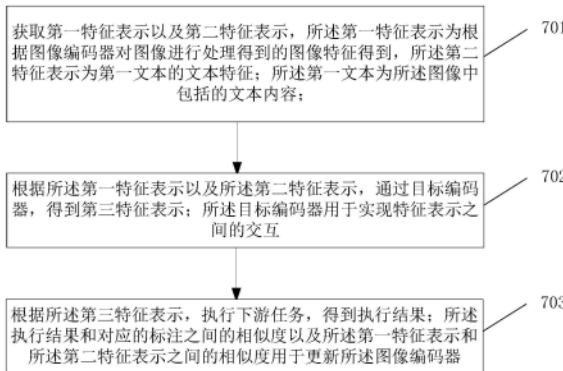 获取第一特征表示以及第二特征表示，所述第一特征表示为根
据图像编码器对图像进行处理得到的图像特征得到，所述第二
特征表示为第一文本的文本特征；所述第一文本为所述图像中
包括的文本内容；
701
根据所述第一特征表示以及所述第二特征表示，通过目标编码
器，得到第三特征表示；所述目标编码器用于实现特征表示之
间的交互
702
根据所述第三特征表示，执行下游任务，得到执行结果；所述
执行结果和对应的标注之间的相似度以及所述第一特征表示和
所述第二特征表示之间的相似度用于更新所述图像编码器
703